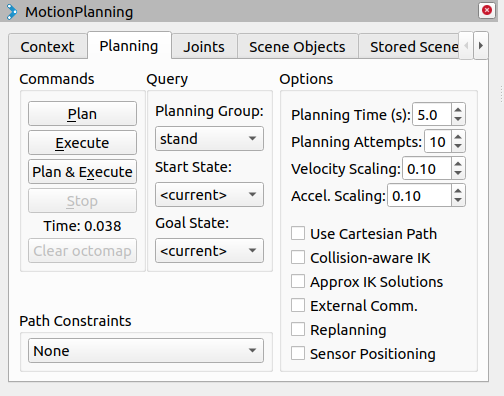 MotionPlanning
Context
Planning
Joints
Scene Objects
Stored Scene
Commands
Plan
Execute
Plan & Execute
Stop
Time: 0.038
Clear octomap
Query
Planning Group:
stand
Start State:
<current>
Goal State:
<current>
Options
Planning Time (s): 5.0
Planning Attempts: 10
Velocity Scaling: 0.10
Accel. Scaling: 0.10
Use Cartesian Path
Collision-aware IK
Approx IK Solutions
External Comm.
Replanning
Sensor Positioning
Path Constraints
None